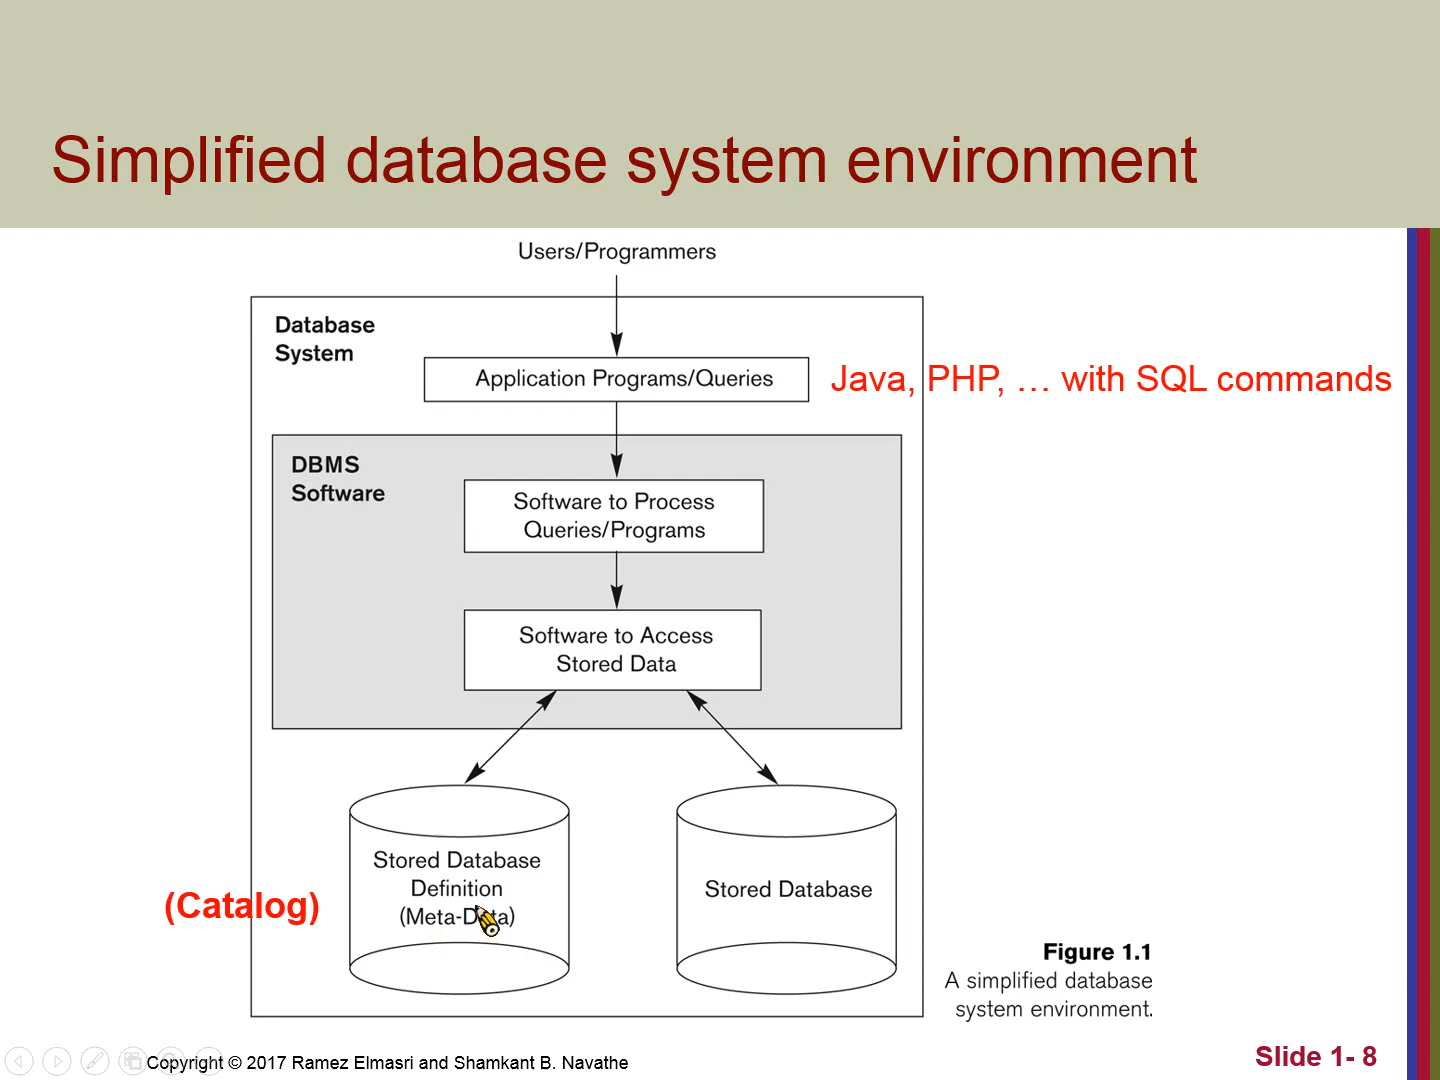 Simplified database system environment
Users/Programmers
Database
System
Application Programs/Queries
Java, PHP, … with SQL commands
DBMS
Software
Software to Process
Queries/Programs
Software to Access
Stored Data
Stored Database
Definition
(Meta-Data)
(Catalog)
Stored Database
Figure 1.1
A simplified database
system environment.
Copyright © 2017 Ramez Elmasri and Shamkant B. Navathe
Slide 1- 8